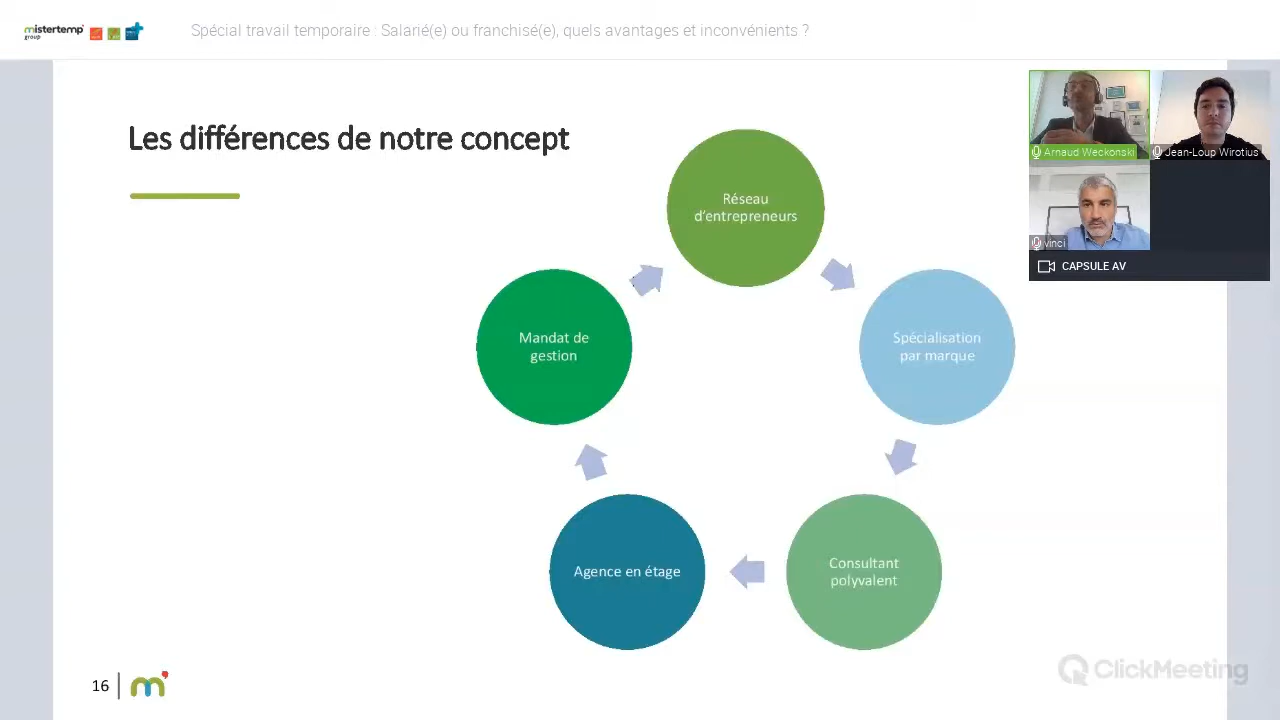 mistertemp'
group
Spécial travail temporaire : Salarié(e) ou franchisé(e), quels avantages et inconvénients ?
Les différences de notre concept
Réseau
d'entrepreneurs
Spécialisation
par marque
Consultant
polyvalent
Agence en étage
Mandat de
gestion
Arnaud Weckonski
Jean-Loup Wirotius
vinci
CAPSULE AV
16
ClickMeeting